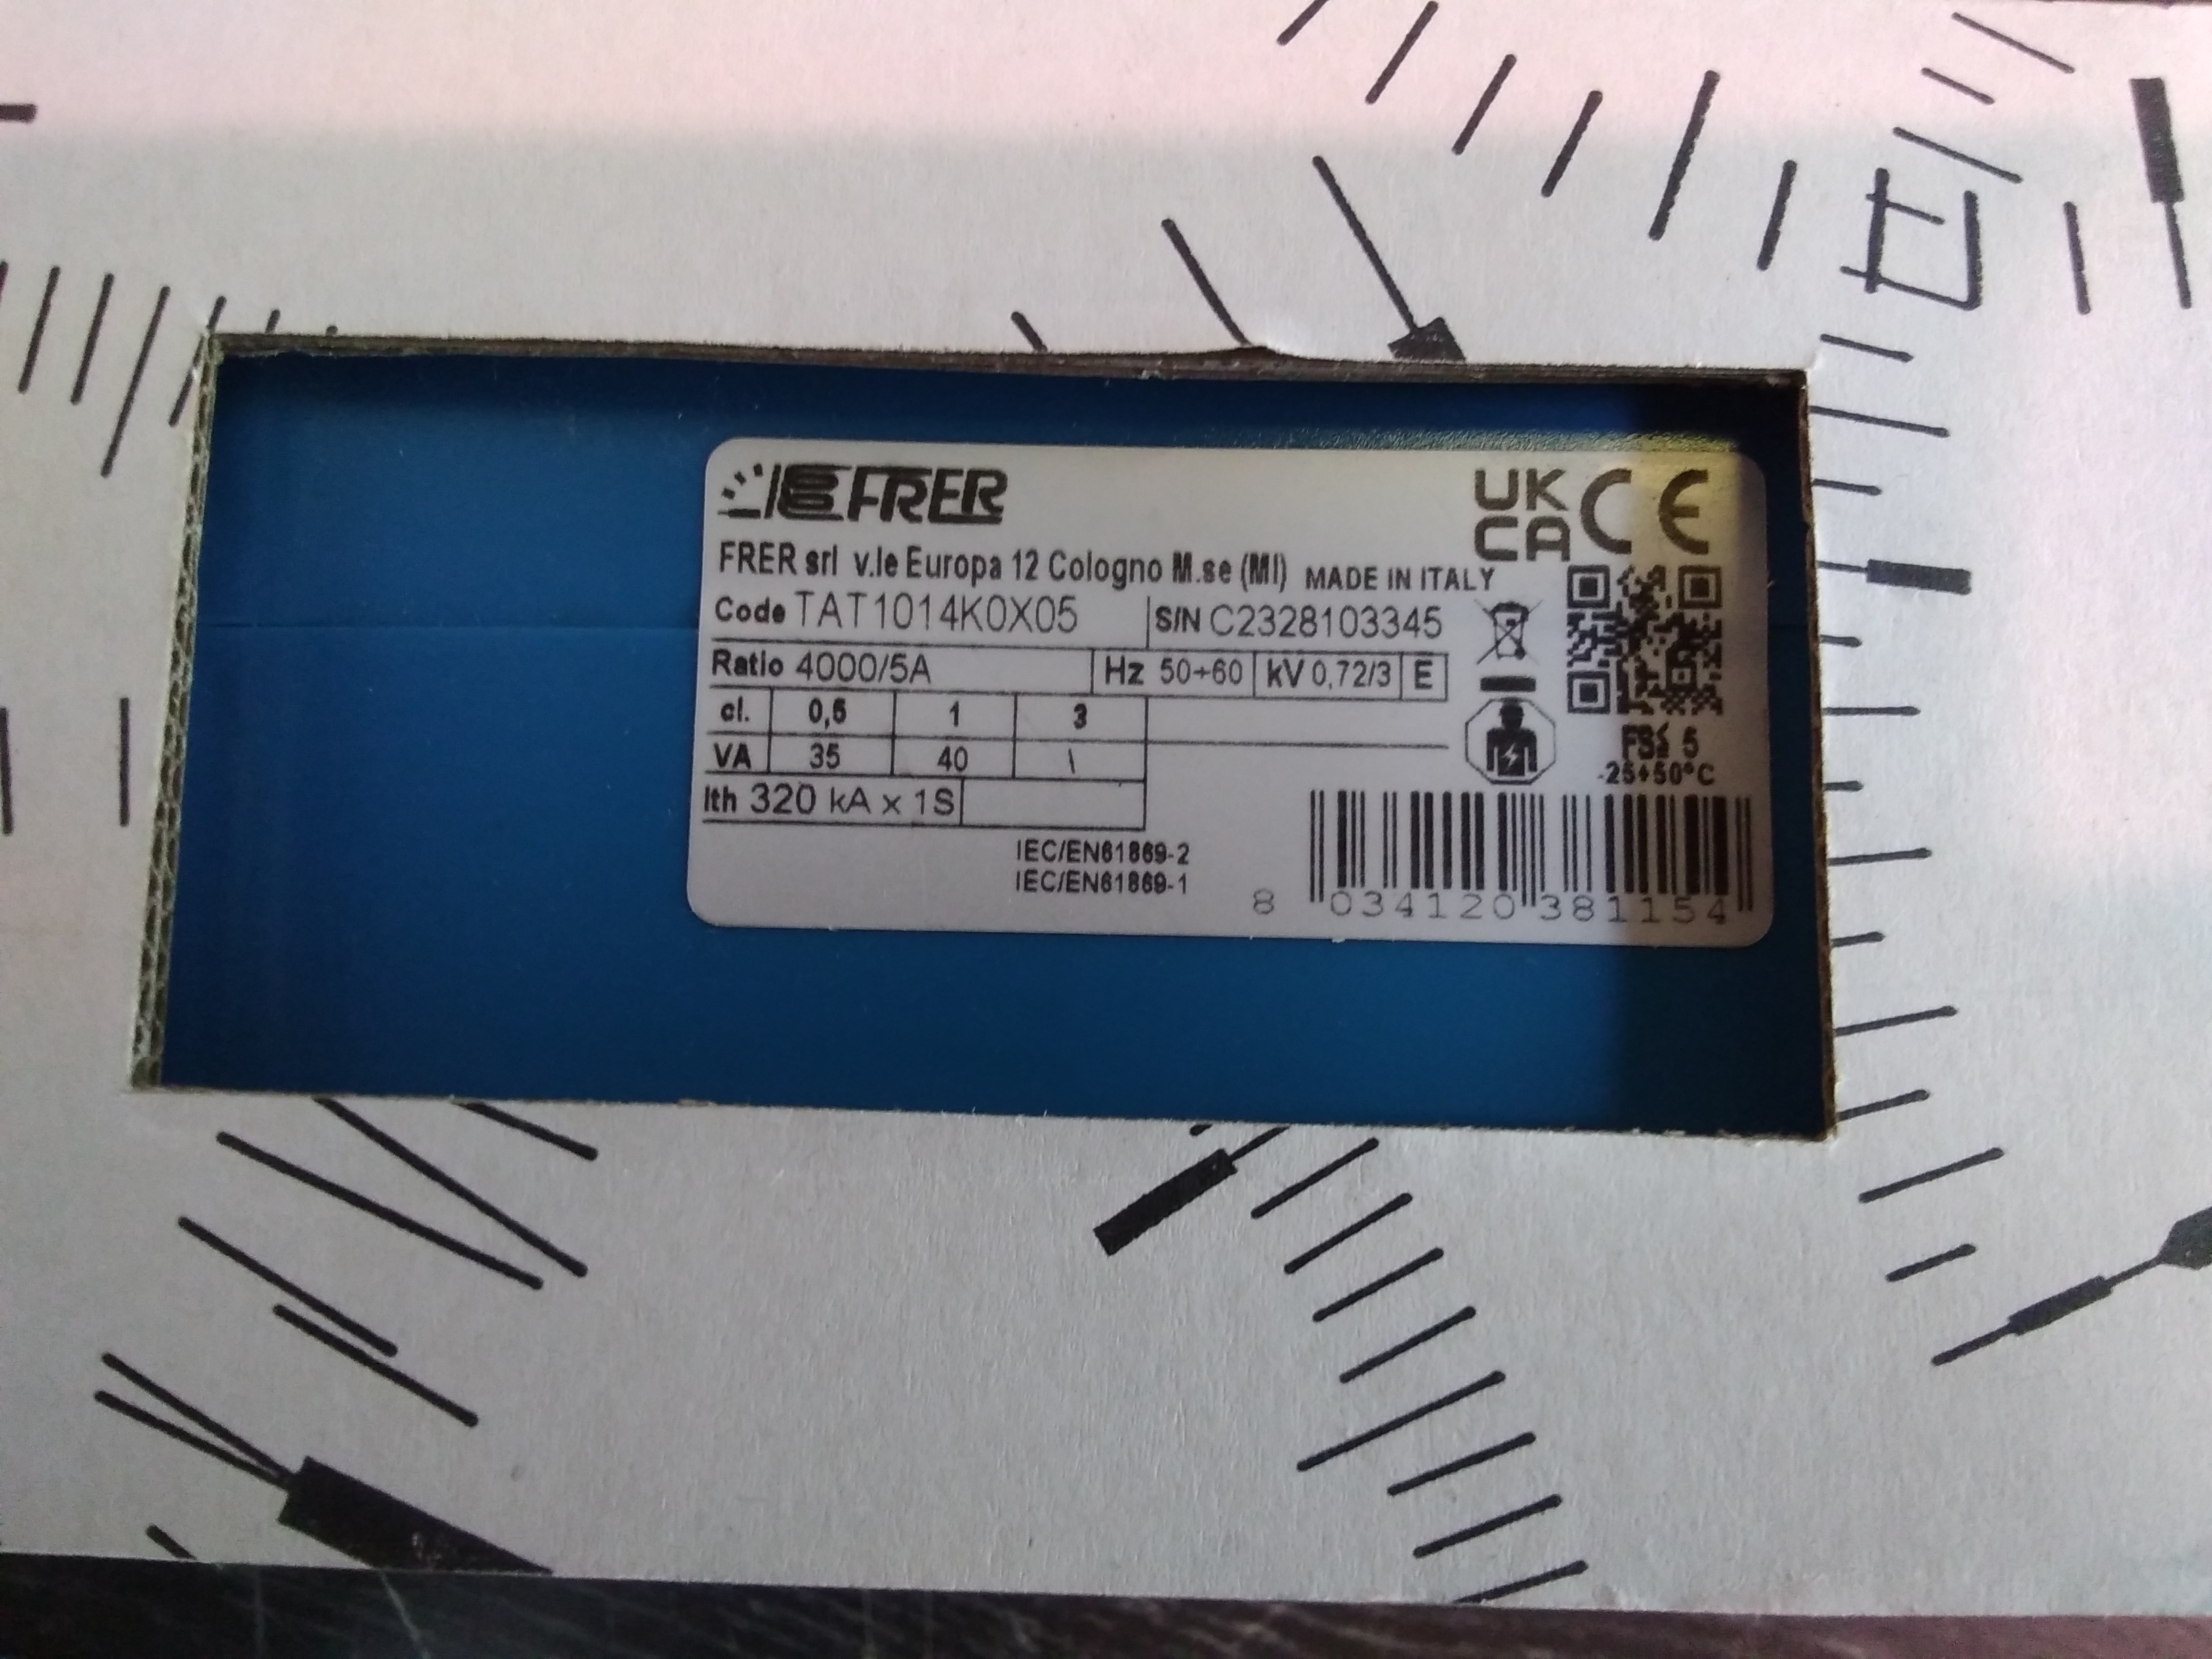 FRER
UK
CA
CE
FRER srl v.le Europa 12 Cologno M.se (MI) MADE IN ITALY
Code TAT1014K0X05 S/N C2328103345
Ratio 4000/5A Hz 50÷60 kV 0,72/3 E
cl. 0,5 1 3
VA 35 40 \
Ith 320 kA x 1S
FS≤ 5
-25+50°C
IEC/EN61869-2
IEC/EN61869-1
8 034120 381154